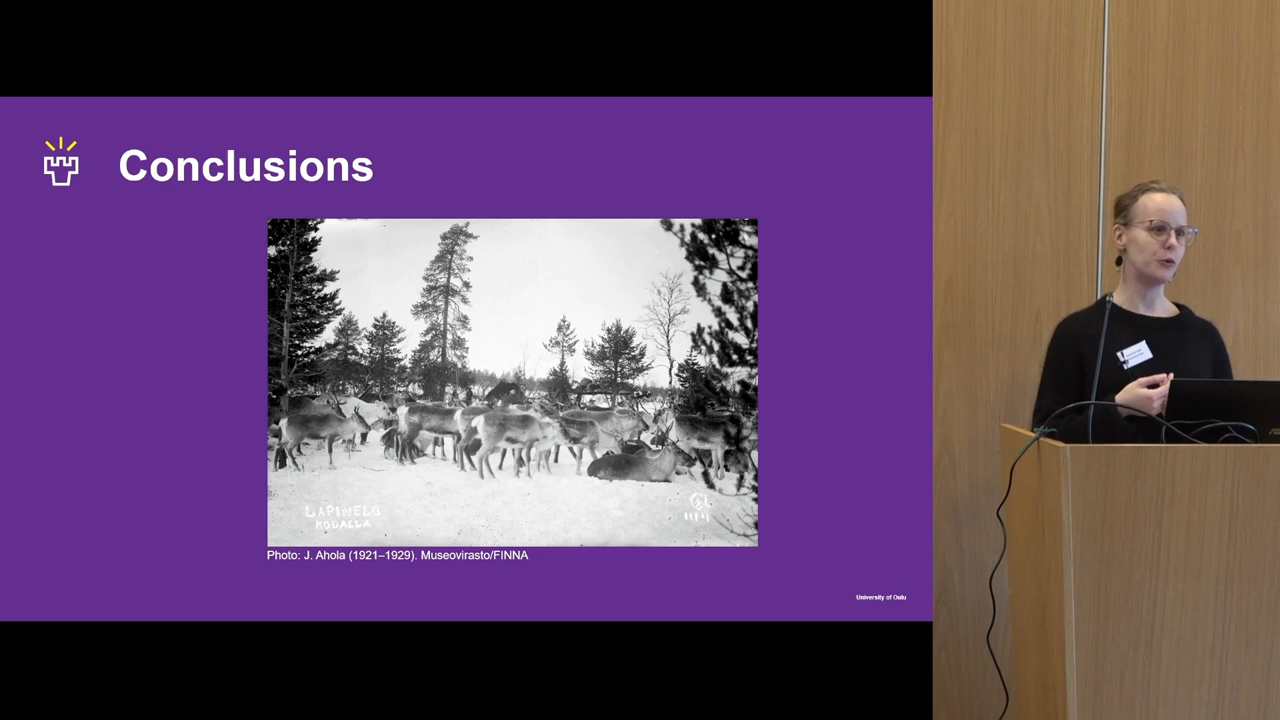 Conclusions
LAPINELO
KODALLA
Photo: J. Ahola (1921–1929). Museovirasto/FINNA
University of Oulu